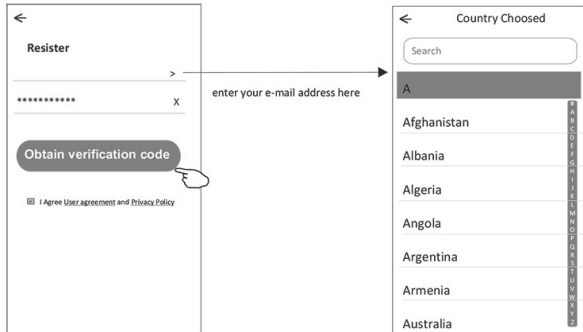 Resister
>
*********** X
Obtain verification code
I Agree User agreement and Privacy Policy
enter your e-mail address here
Country Choosed
Search
A
Afghanistan
Albania
Algeria
Angola
Argentina
Armenia
Australia
#
A
B
C
D
E
F
G
H
I
J
K
L
M
N
O
P
Q
R
S
T
U
V
W
X
Y
Z